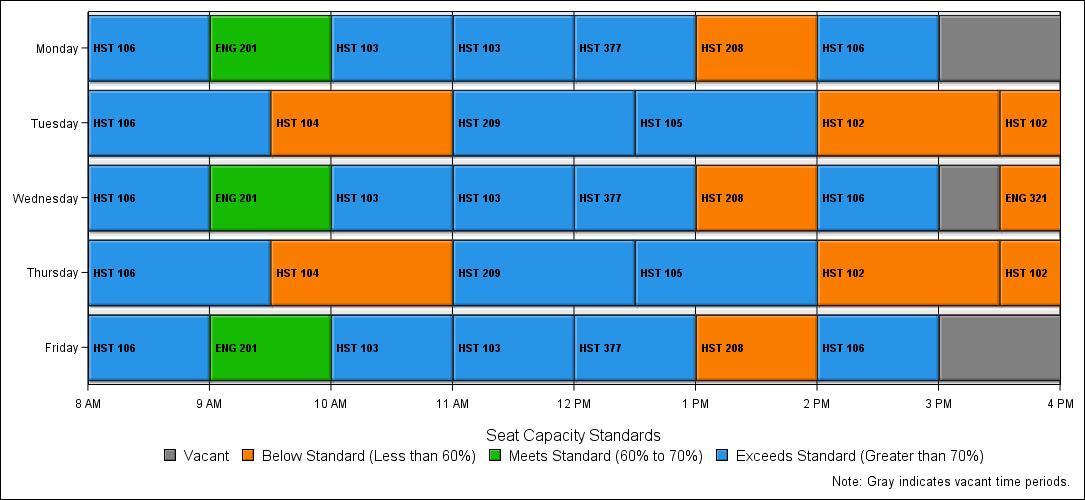 Monday HST 106 ENG 201 HST 103 HST 103 HST 377 HST 208 HST 106
Tuesday HST 106 HST 104 HST 209 HST 105 HST 102 HST 102
Wednesday HST 106 ENG 201 HST 103 HST 103 HST 377 HST 208 HST 106 ENG 321
Thursday HST 106 HST 104 HST 209 HST 105 HST 102 HST 102
Friday HST 106 ENG 201 HST 103 HST 103 HST 377 HST 208 HST 106
8 AM 9 AM 10 AM 11 AM 12 PM 1 PM 2 PM 3 PM 4 PM
Seat Capacity Standards
Vacant Below Standard (Less than 60%) Meets Standard (60% to 70%) Exceeds Standard (Greater than 70%)
Note: Gray indicates vacant time periods.